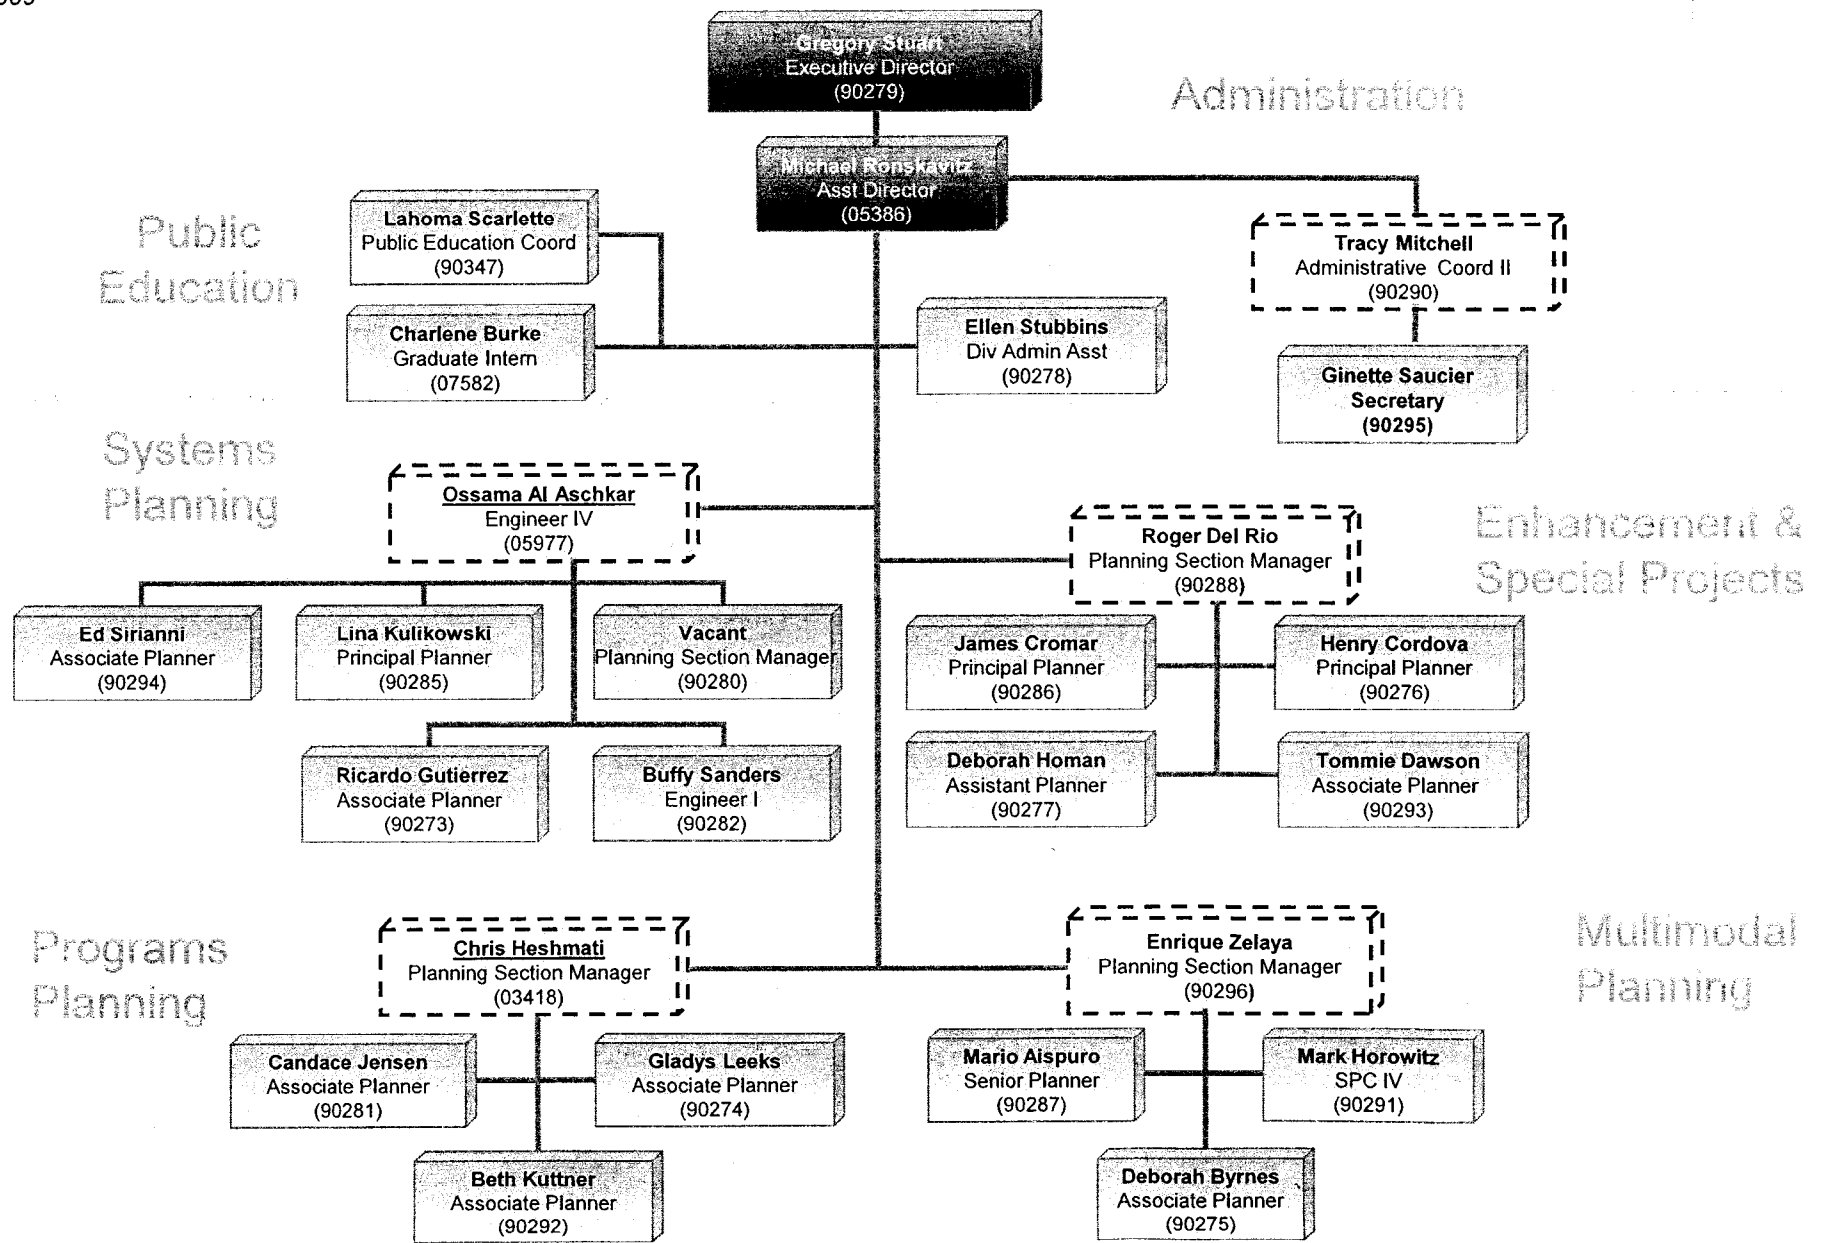 Gregory Stuart
Executive Director
(90279)
Administration
Michael Ronskavitz
Asst Director
(05386)
Public
Education
Lahoma Scarlette
Public Education Coord
(90347)
Tracy Mitchell
Administrative Coord II
(90290)
Charlene Burke
Graduate Intern
(07582)
Ellen Stubbins
Div Admin Asst
(90278)
Ginette Saucier
Secretary
(90295)
Systems
Planning
Ossama Al Aschkar
Engineer IV
(05977)
Roger Del Rio
Planning Section Manager
(90288)
Enhancement &
Special Projects
Ed Sirianni
Associate Planner
(90294)
Lina Kulikowski
Principal Planner
(90285)
Vacant
Planning Section Manager
(90280)
James Cromar
Principal Planner
(90286)
Henry Cordova
Principal Planner
(90276)
Ricardo Gutierrez
Associate Planner
(90273)
Buffy Sanders
Engineer I
(90282)
Deborah Homan
Assistant Planner
(90277)
Tommie Dawson
Associate Planner
(90293)
Programs
Planning
Chris Heshmati
Planning Section Manager
(03418)
Enrique Zelaya
Planning Section Manager
(90296)
Multimodal
Planning
Candace Jensen
Associate Planner
(90281)
Gladys Leeks
Associate Planner
(90274)
Mario Aispuro
Senior Planner
(90287)
Mark Horowitz
SPC IV
(90291)
Beth Kuttner
Associate Planner
(90292)
Deborah Byrnes
Associate Planner
(90275)